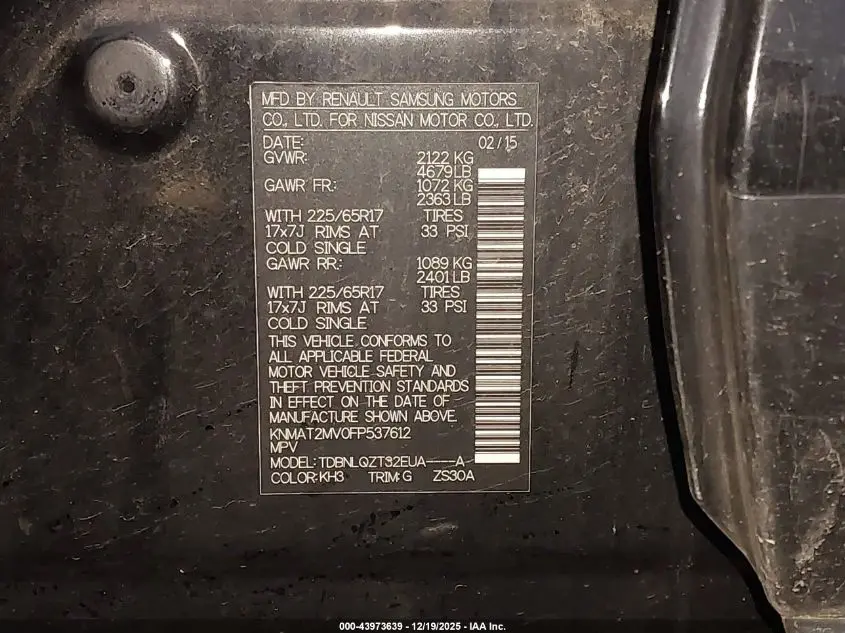 MFD BY RENAULT SAMSUNG MOTORS
CO., LTD. FOR NISSAN MOTOR CO., LTD.
DATE: 02/15
GVWR: 2122 KG
4679 LB
GAWR FR: 1072 KG
2363 LB
WITH 225/65R17 TIRES
17x7J RIMS AT 33 PSI
COLD SINGLE
GAWR RR: 1089 KG
2401 LB
WITH 225/65R17 TIRES
17x7J RIMS AT 33 PSI
COLD SINGLE
THIS VEHICLE CONFORMS TO
ALL APPLICABLE FEDERAL
MOTOR VEHICLE SAFETY AND
THEFT PREVENTION STANDARDS
IN EFFECT ON THE DATE OF
MANUFACTURE SHOWN ABOVE.
KNMAT2MV0FP537612
MPV
MODEL: TDBNLQZT32EUA----A
COLOR: KH3 TRIM: G ZS30A
000-43973639 - 12/19/2025 - IAA Inc.